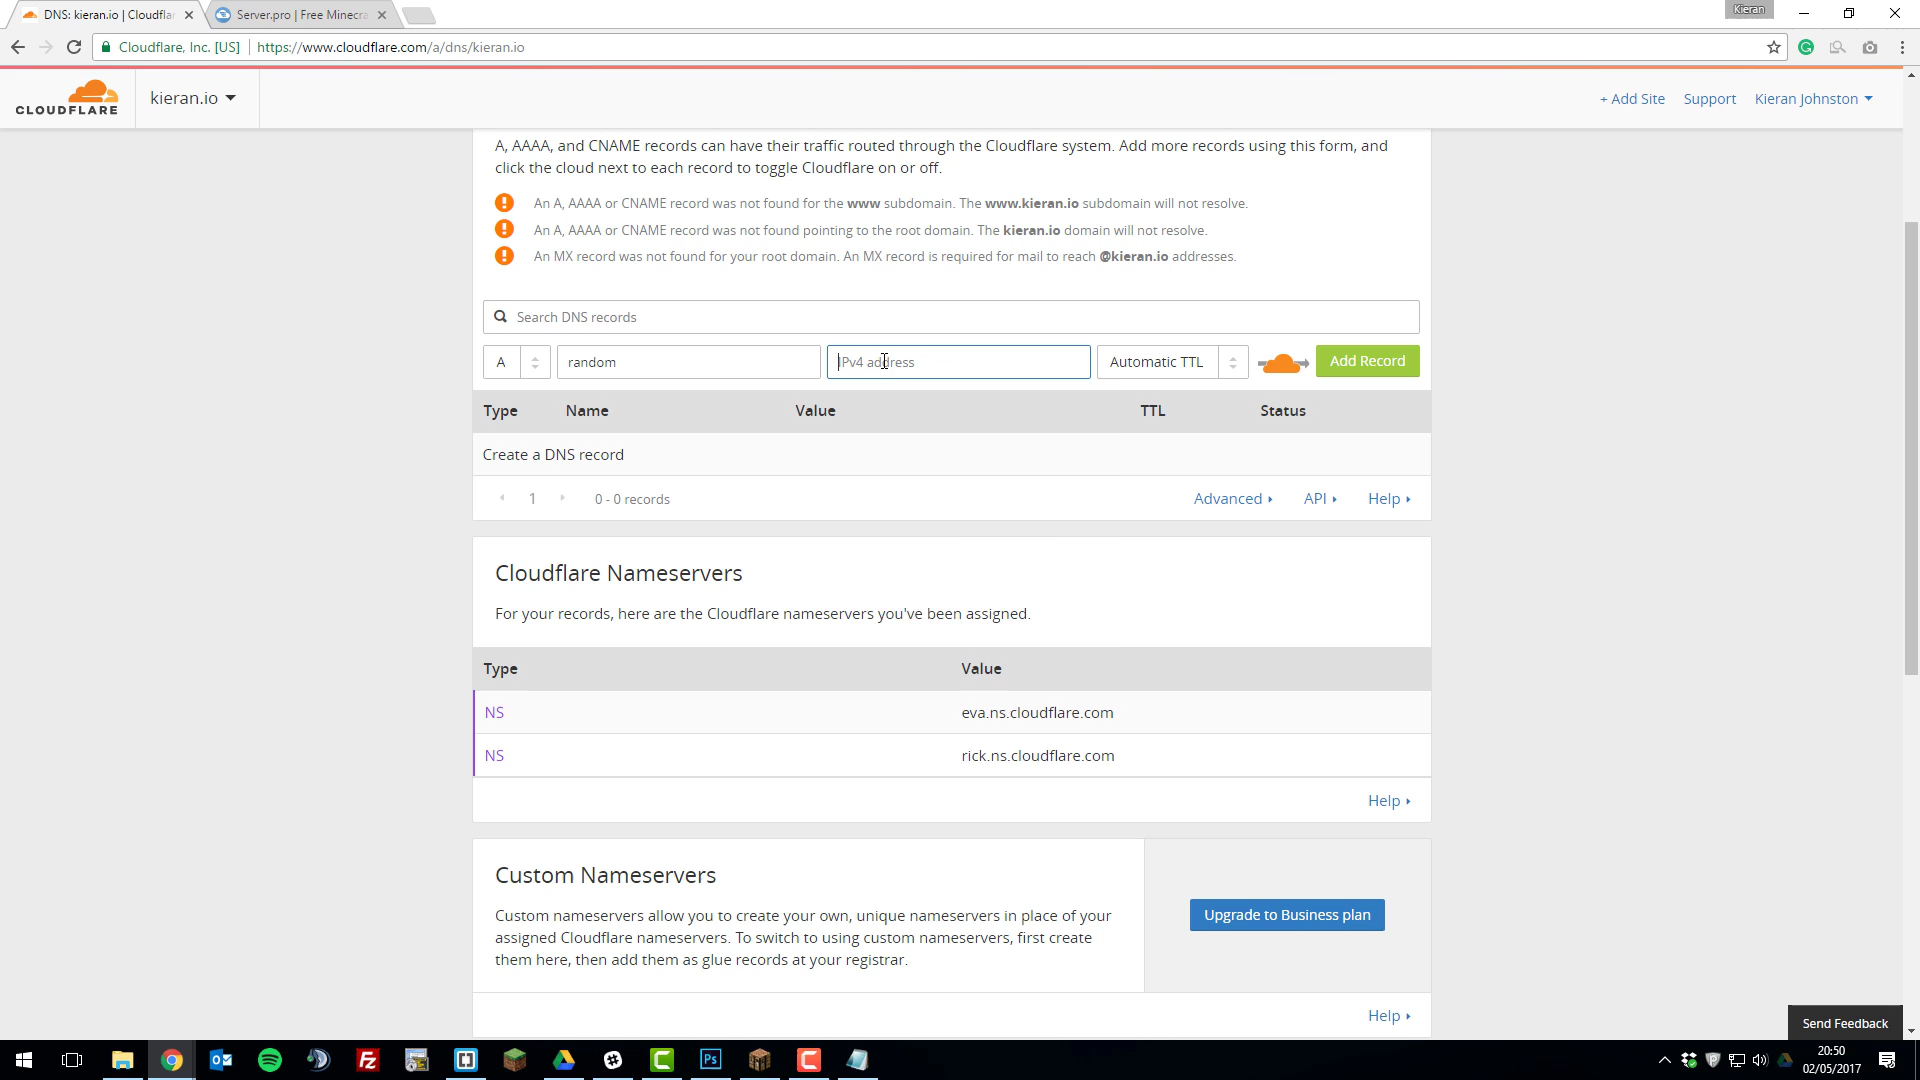 DNS: kieran.io | Cloudflar
Server.pro | Free Minecra
Kieran
Cloudflare, Inc. [US]
https://www.cloudflare.com/a/dns/kieran.io
CLOUDFLARE
kieran.io
+ Add Site
Support
Kieran Johnston
A, AAAA, and CNAME records can have their traffic routed through the Cloudflare system. Add more records using this form, and
click the cloud next to each record to toggle Cloudflare on or off.
An A, AAAA or CNAME record was not found for the www subdomain. The www.kieran.io subdomain will not resolve.
An A, AAAA or CNAME record was not found pointing to the root domain. The kieran.io domain will not resolve.
An MX record was not found for your root domain. An MX record is required for mail to reach @kieran.io addresses.
Search DNS records
A
random
IPv4 address
Automatic TTL
Add Record
Type Name Value TTL Status
Create a DNS record
1
0 - 0 records
Advanced
API
Help
Cloudflare Nameservers
For your records, here are the Cloudflare nameservers you've been assigned.
Type Value
NS eva.ns.cloudflare.com
NS rick.ns.cloudflare.com
Help
Custom Nameservers
Custom nameservers allow you to create your own, unique nameservers in place of your
assigned Cloudflare nameservers. To switch to using custom nameservers, first create
them here, then add them as glue records at your registrar.
Upgrade to Business plan
Help
Send Feedback
Fz
Ps
20:50
02/05/2017